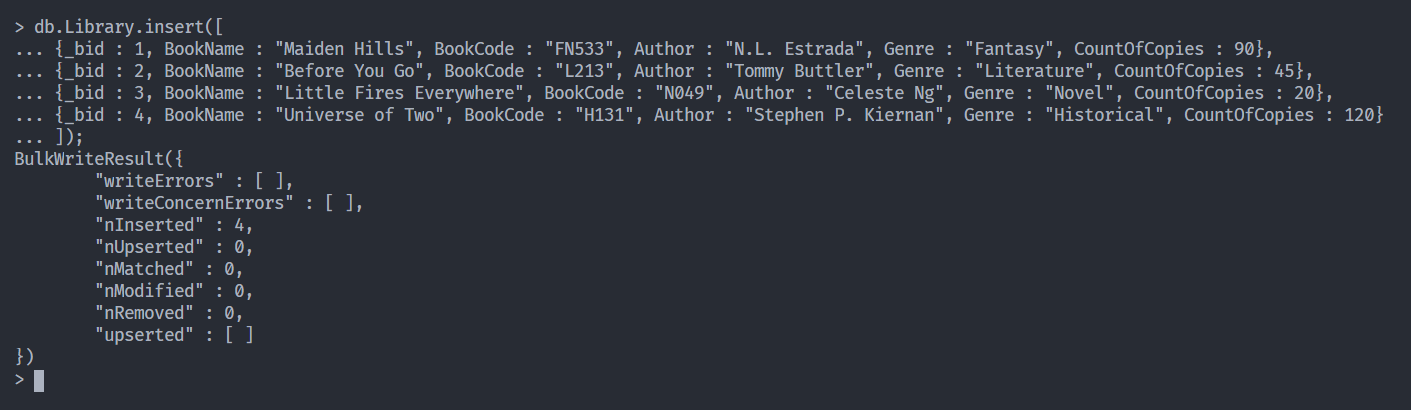 > db.Library.insert([
... {_bid : 1, BookName : "Maiden Hills", BookCode : "FN533", Author : "N.L. Estrada", Genre : "Fantasy", CountOfCopies : 90},
... {_bid : 2, BookName : "Before You Go", BookCode : "L213", Author : "Tommy Buttler", Genre : "Literature", CountOfCopies : 45},
... {_bid : 3, BookName : "Little Fires Everywhere", BookCode : "N049", Author : "Celeste Ng", Genre : "Novel", CountOfCopies : 20},
... {_bid : 4, BookName : "Universe of Two", BookCode : "H131", Author : "Stephen P. Kiernan", Genre : "Historical", CountOfCopies : 120}
... ]);
BulkWriteResult({
        "writeErrors" : [ ],
        "writeConcernErrors" : [ ],
        "nInserted" : 4,
        "nUpserted" : 0,
        "nMatched" : 0,
        "nModified" : 0,
        "nRemoved" : 0,
        "upserted" : [ ]
})
>